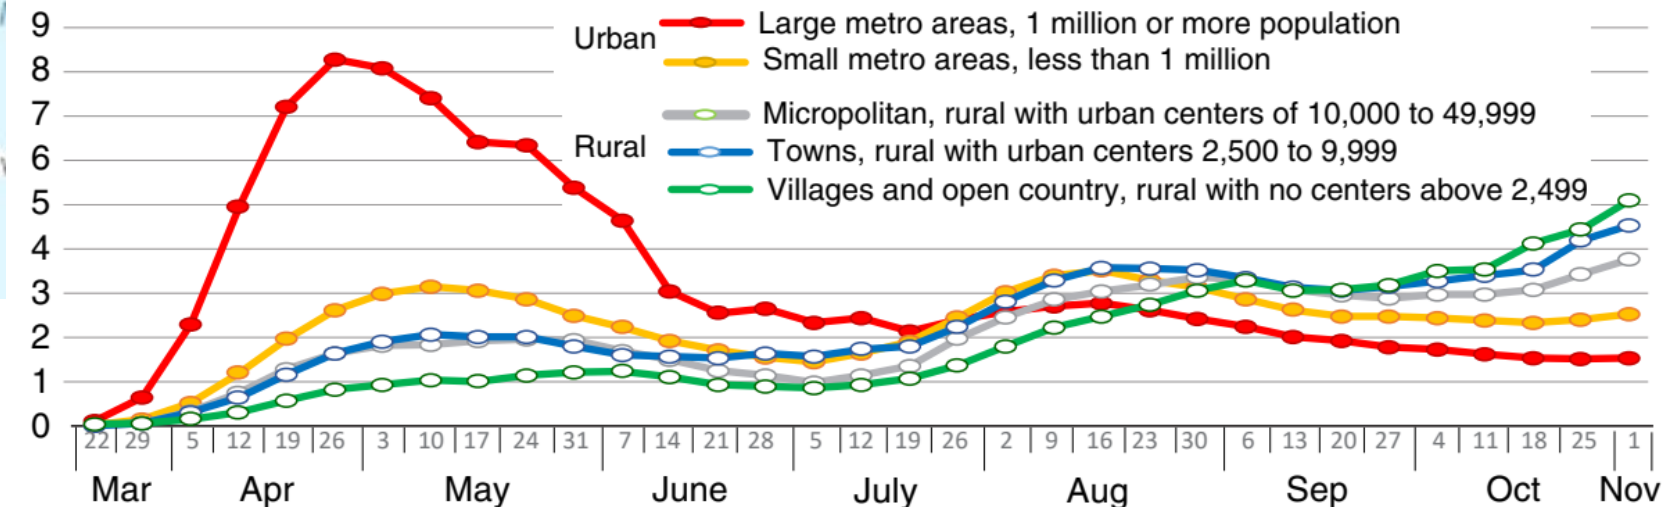 9
8
7
6
5
4
3
2
1
0
Urban
Large metro areas, 1 million or more population
Small metro areas, less than 1 million
Rural
Micropolitan, rural with urban centers of 10,000 to 49,999
Towns, rural with urban centers 2,500 to 9,999
Villages and open country, rural with no centers above 2,499
22 29 5 12 19 26 3 10 17 24 31 7 14 21 28 5 12 19 26 2 9 16 23 30 6 13 20 27 4 11 18 25 1
Mar Apr May June July Aug Sep Oct Nov